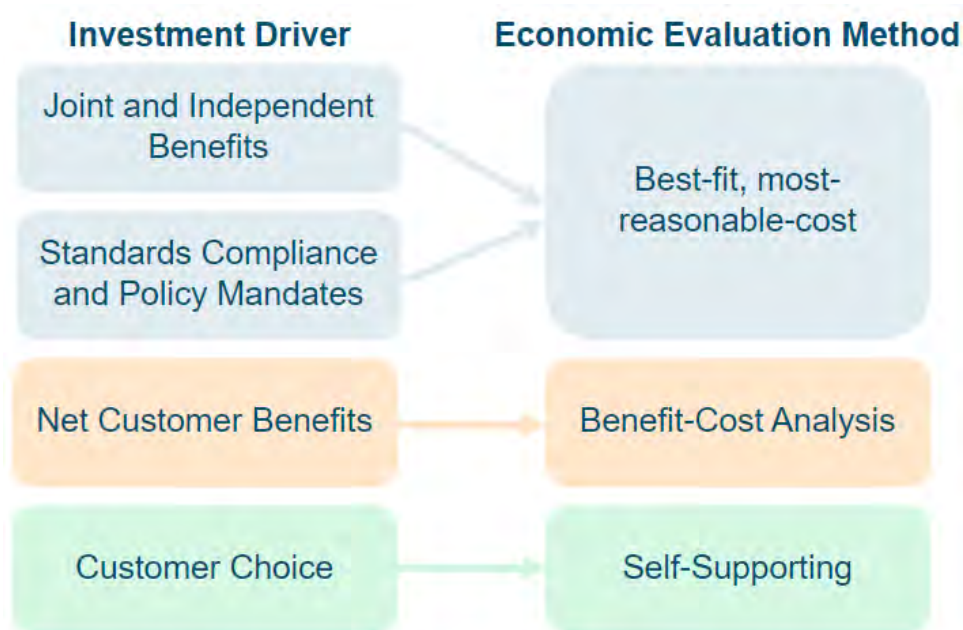 Investment Driver
Economic Evaluation Method
Joint and Independent
Benefits
Best-fit, most-
reasonable-cost
Standards Compliance
and Policy Mandates
Net Customer Benefits
Benefit-Cost Analysis
Customer Choice
Self-Supporting